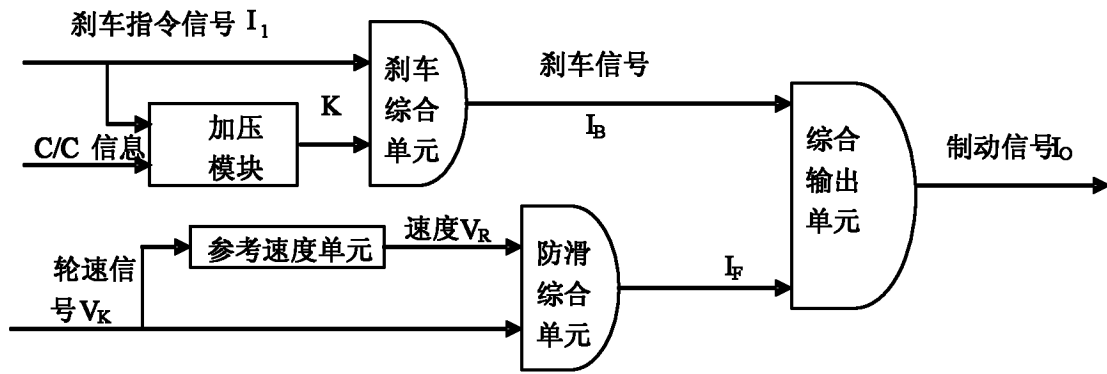 刹车指令信号 I1
C/C 信息
加压
模块
K
刹车
综合
单元
刹车信号
IB
综合
输出
单元
制动信号IO
轮速信
号VK
参考速度单元
速度VR
防滑
综合
单元
IF